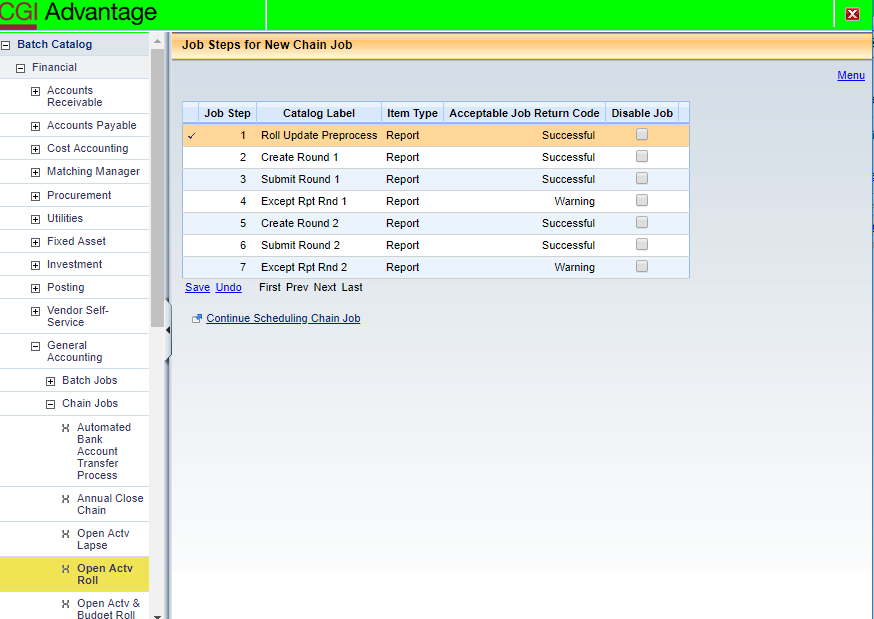 CGI Advantage
Batch Catalog
Financial
Accounts
Receivable
Accounts Payable
Cost Accounting
Matching Manager
Procurement
Utilities
Fixed Asset
Investment
Posting
Vendor Self-
Service
General
Accounting
Batch Jobs
Chain Jobs
Automated
Bank
Account
Transfer
Process
Annual Close
Chain
Open Actv
Lapse
Open Actv
Roll
Open Actv &
Budget Roll
Job Steps for New Chain Job
Menu
Job Step Catalog Label Item Type Acceptable Job Return Code Disable Job
1 Roll Update Preprocess Report Successful
2 Create Round 1 Report Successful
3 Submit Round 1 Report Successful
4 Except Rpt Rnd 1 Report Warning
5 Create Round 2 Report Successful
6 Submit Round 2 Report Successful
7 Except Rpt Rnd 2 Report Warning
Save Undo First Prev Next Last
Continue Scheduling Chain Job